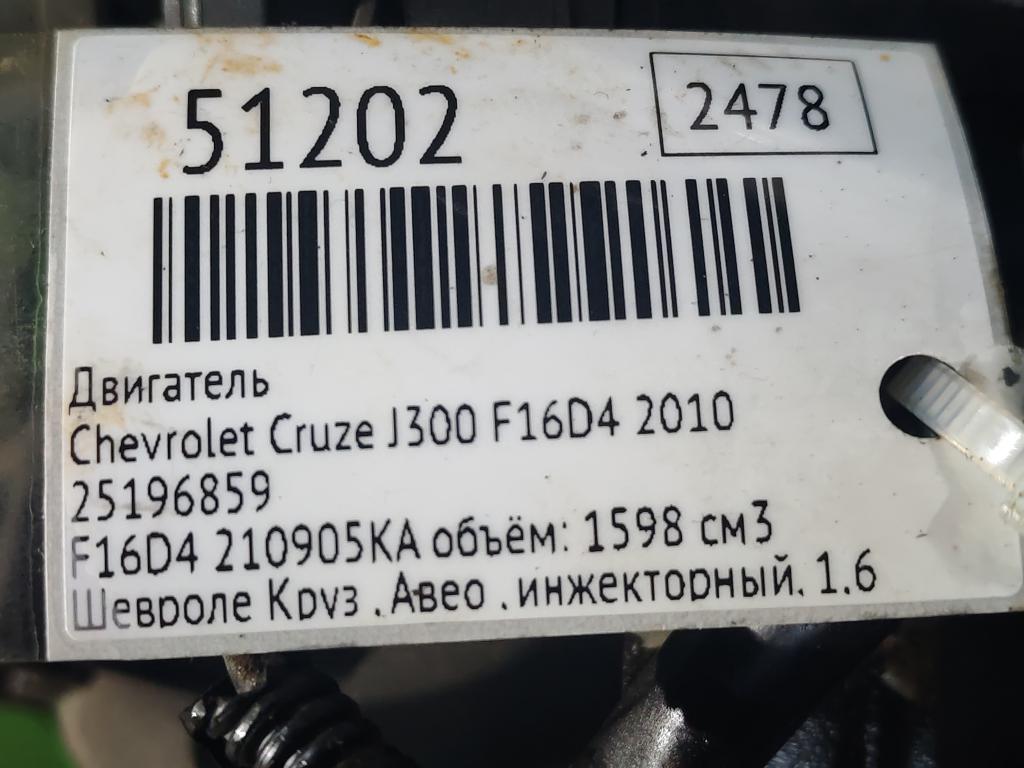 51202
2478
Двигатель
Chevrolet Cruze J300 F16D4 2010
25196859
F16D4 210905KA объём: 1598 см3
Шевроле Круз , Авео , инжекторный, 1.6